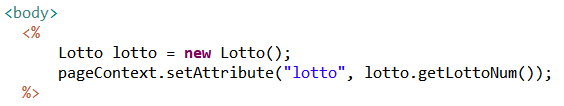 <body>
<%
Lotto lotto = new Lotto();
pageContext.setAttribute("lotto", lotto.getLottoNum());
%>